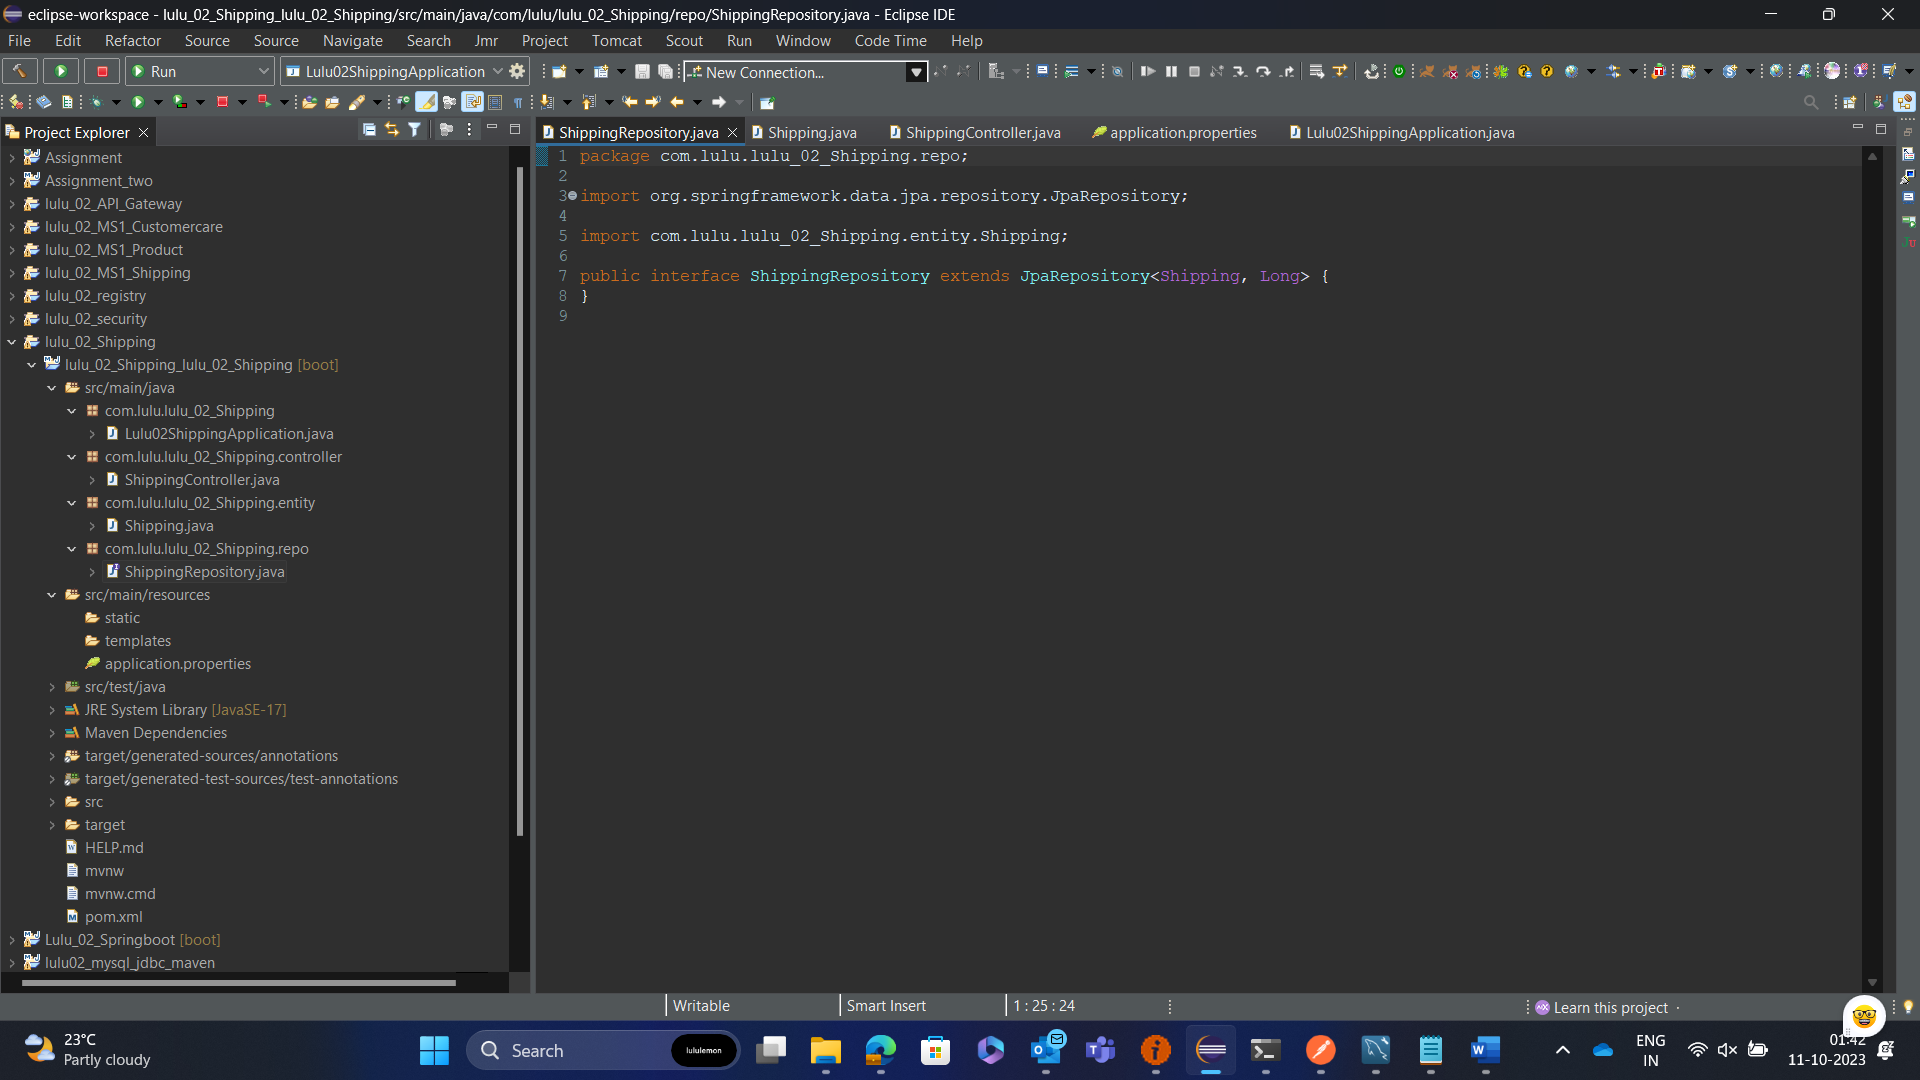 eclipse-workspace - lulu_02_Shipping_lulu_02_Shipping/src/main/java/com/lulu/lulu_02_Shipping/repo/ShippingRepository.java - Eclipse IDE
File Edit Refactor Source Source Navigate Search Jmr Project Tomcat Scout Run Window Code Time Help
Run Lulu02ShippingApplication New Connection...
Project Explorer
Assignment
Assignment_two
lulu_02_API_Gateway
lulu_02_MS1_Customercare
lulu_02_MS1_Product
lulu_02_MS1_Shipping
lulu_02_registry
lulu_02_security
lulu_02_Shipping
lulu_02_Shipping_lulu_02_Shipping [boot]
src/main/java
com.lulu.lulu_02_Shipping
Lulu02ShippingApplication.java
com.lulu.lulu_02_Shipping.controller
ShippingController.java
com.lulu.lulu_02_Shipping.entity
Shipping.java
com.lulu.lulu_02_Shipping.repo
ShippingRepository.java
src/main/resources
static
templates
application.properties
src/test/java
JRE System Library [JavaSE-17]
Maven Dependencies
target/generated-sources/annotations
target/generated-test-sources/test-annotations
src
target
HELP.md
mvnw
mvnw.cmd
pom.xml
Lulu_02_Springboot [boot]
lulu02_mysql_jdbc_maven
ShippingRepository.java Shipping.java ShippingController.java application.properties Lulu02ShippingApplication.java
1 package com.lulu.lulu_02_Shipping.repo;
2
3 import org.springframework.data.jpa.repository.JpaRepository;
4
5 import com.lulu.lulu_02_Shipping.entity.Shipping;
6
7 public interface ShippingRepository extends JpaRepository<Shipping, Long> {
8 }
9
Writable Smart Insert 1 : 25 : 24 Learn this project
23°C
Partly cloudy
Search
lululemon
ENG
IN
01:42
11-10-2023